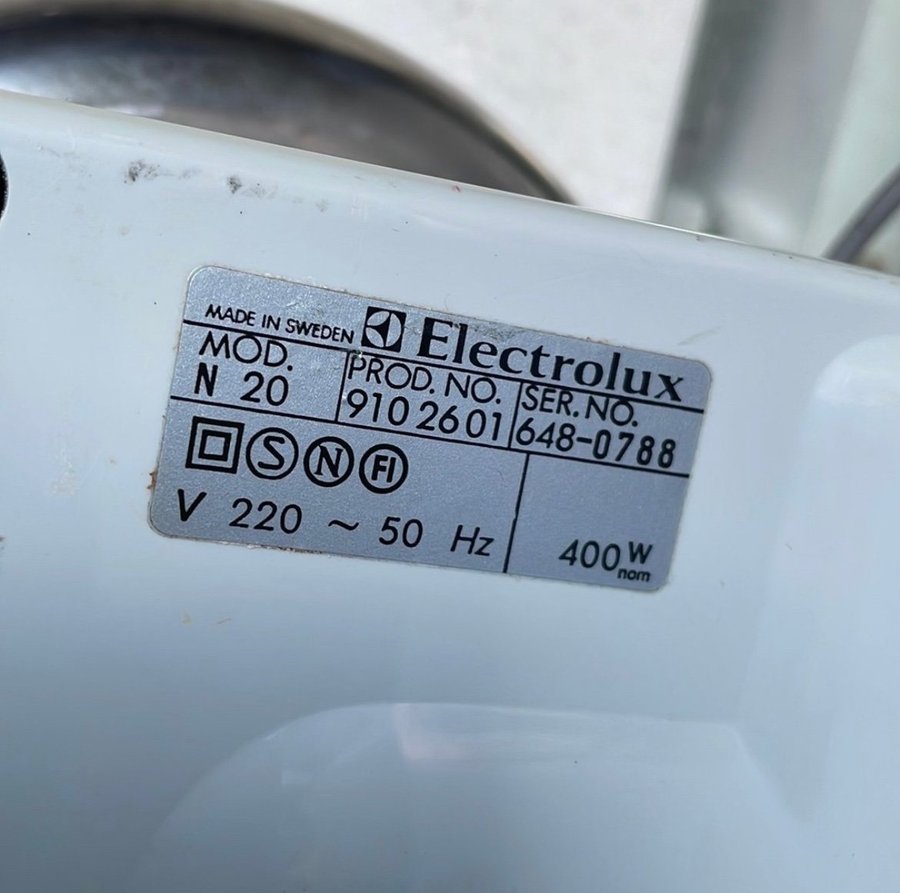 MADE IN SWEDEN Electrolux
MOD. PROD. NO. SER. NO.
N 20 910 26 01 648-0788
S N FI
V 220 ~ 50 Hz 400 W
nom